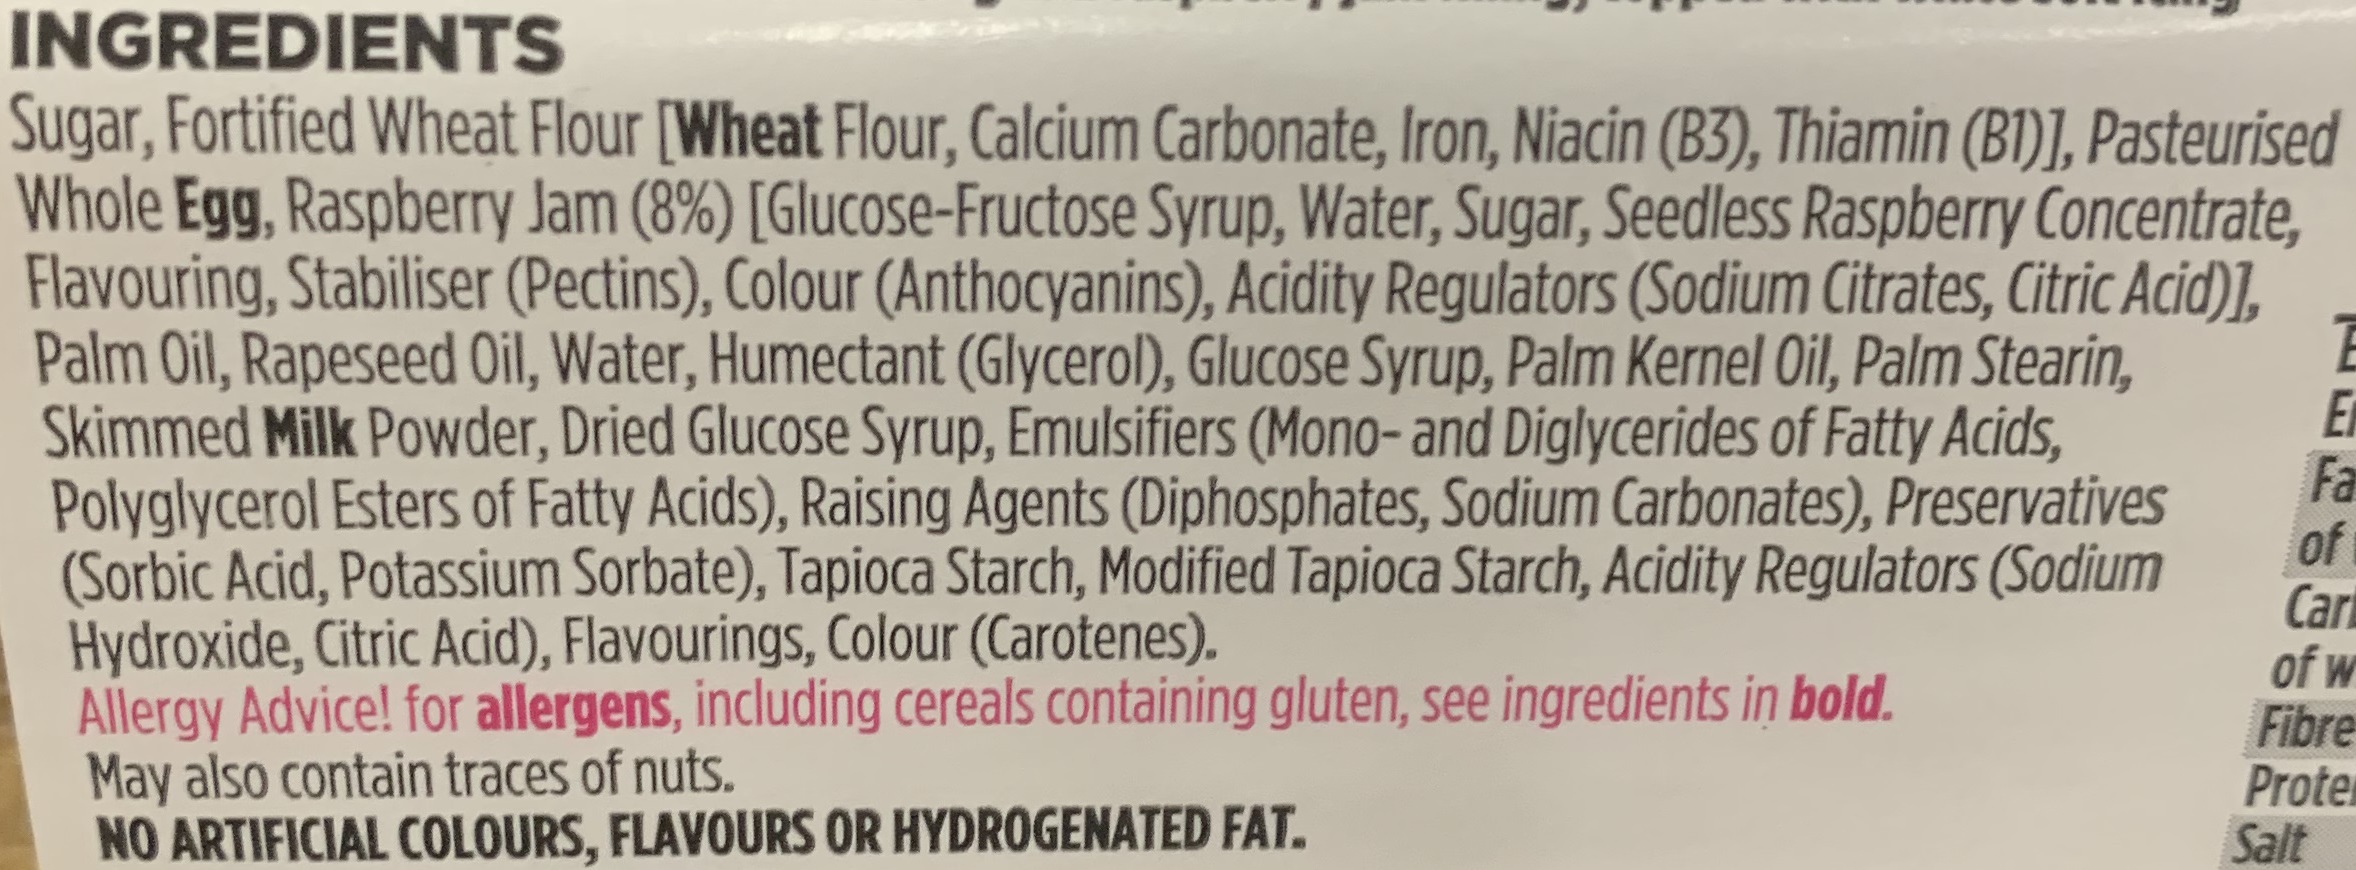 INGREDIENTS
Sugar, Fortified Wheat Flour [Wheat Flour, Calcium Carbonate, Iron, Niacin (B3), Thiamin (B1)], Pasteurised
Whole Egg, Raspberry Jam (8%) [Glucose-Fructose Syrup, Water, Sugar, Seedless Raspberry Concentrate,
Flavouring, Stabiliser (Pectins), Colour (Anthocyanins), Acidity Regulators (Sodium Citrates, Citric Acid)],
Palm Oil, Rapeseed Oil, Water, Humectant (Glycerol), Glucose Syrup, Palm Kernel Oil, Palm Stearin,
Skimmed Milk Powder, Dried Glucose Syrup, Emulsifiers (Mono- and Diglycerides of Fatty Acids,
Polyglycerol Esters of Fatty Acids), Raising Agents (Diphosphates, Sodium Carbonates), Preservatives
(Sorbic Acid, Potassium Sorbate), Tapioca Starch, Modified Tapioca Starch, Acidity Regulators (Sodium
Hydroxide, Citric Acid), Flavourings, Colour (Carotenes).
Allergy Advice! for allergens, including cereals containing gluten, see ingredients in bold.
May also contain traces of nuts.
NO ARTIFICIAL COLOURS, FLAVOURS OR HYDROGENATED FAT.
Fa
of
Carb
of w
Fibre
Protei
Salt